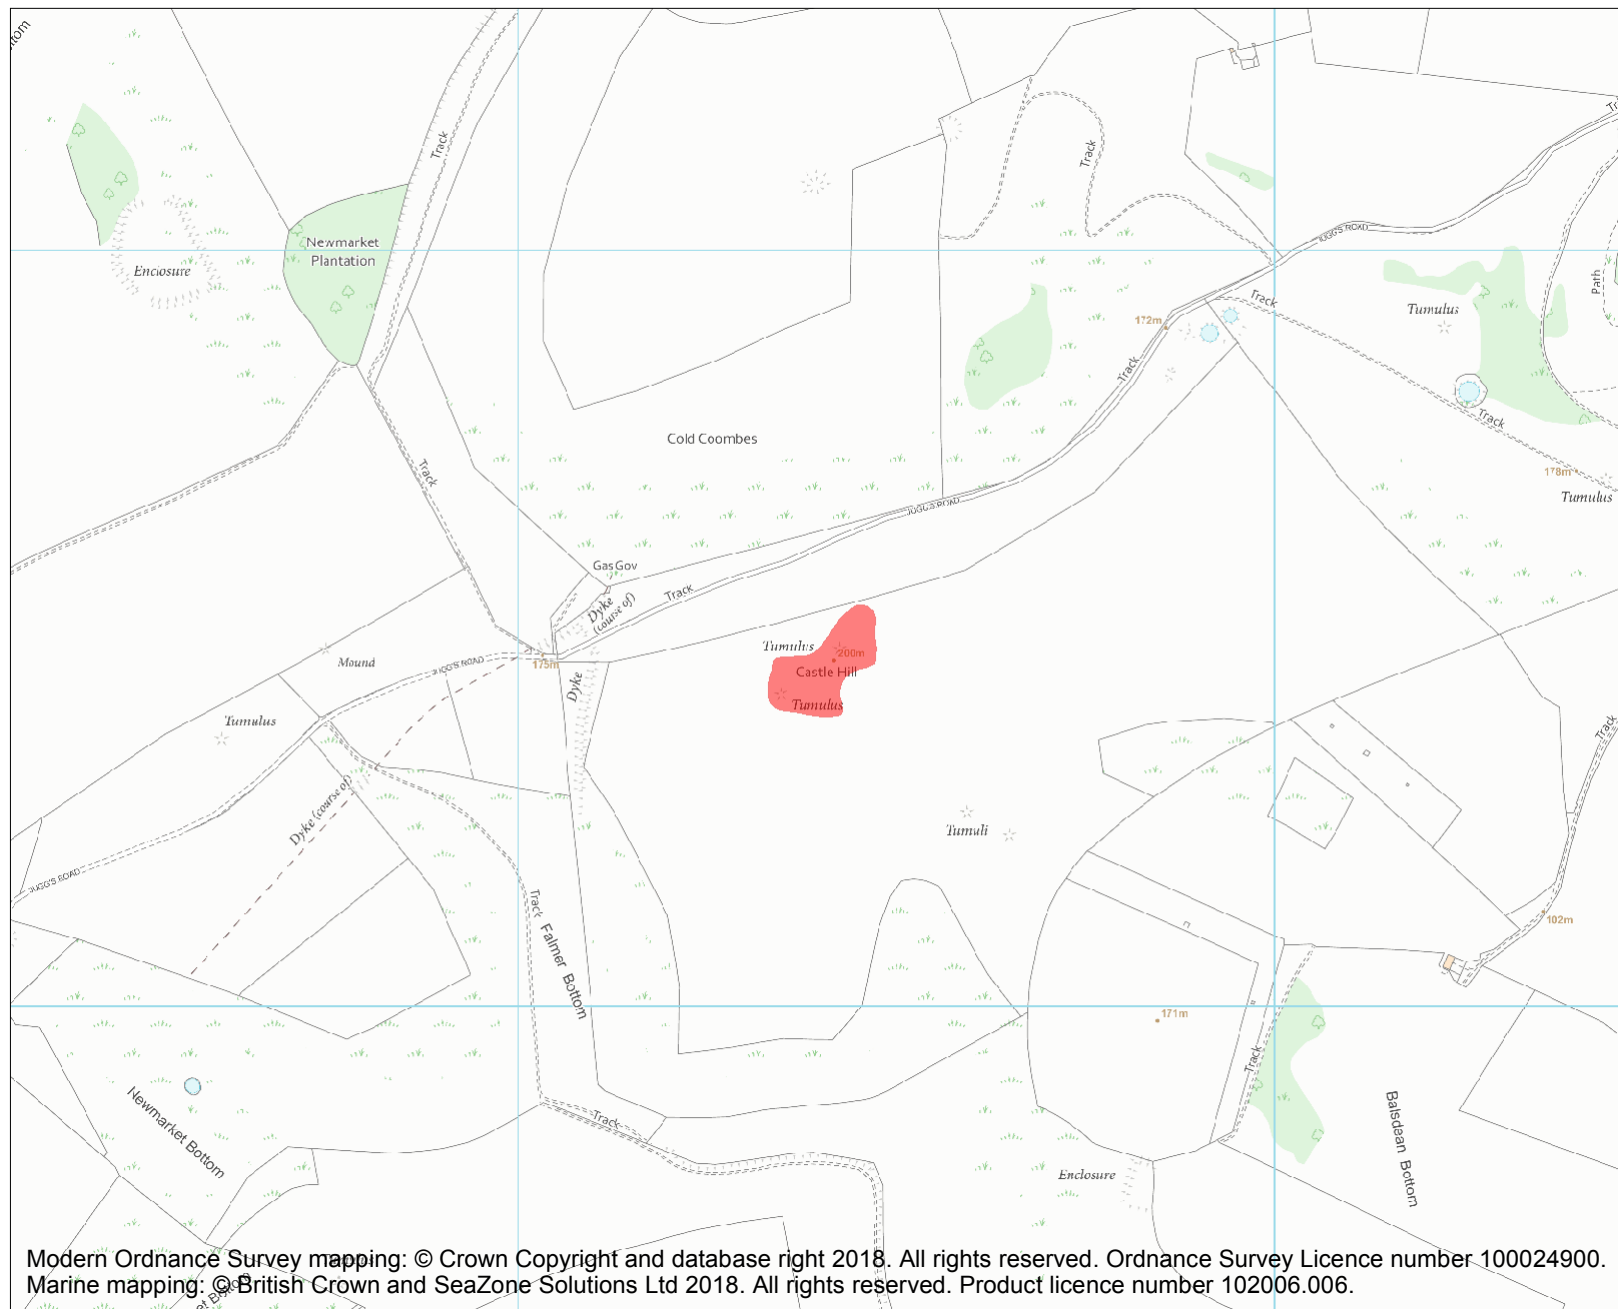 Track
Track
Tr
JUGG'S ROAD
Newmarket
Plantation
Enclosure
Path
Track
Tumulus
172m
Track
Track
Cold Coombes
Track
178m
Tumulus
JUGG'S ROAD
Gas Gov
Track
Dyke
(course of)
Tumulus
200m
Castle Hill
Tumulus
Mound
JUGG'S ROAD
175m
Dyke
Tumulus
Track
Dyke (course of)
Tumuli
JUGG'S ROAD
Track
Falmer Bottom
102m
171m
Track
Newmarket Bottom
Track
Balsdean Bottom
Enclosure
Modern Ordnance Survey mapping: © Crown Copyright and database right 2018. All rights reserved. Ordnance Survey Licence number 100024900.
Marine mapping: © British Crown and SeaZone Solutions Ltd 2018. All rights reserved. Product licence number 102006.006.